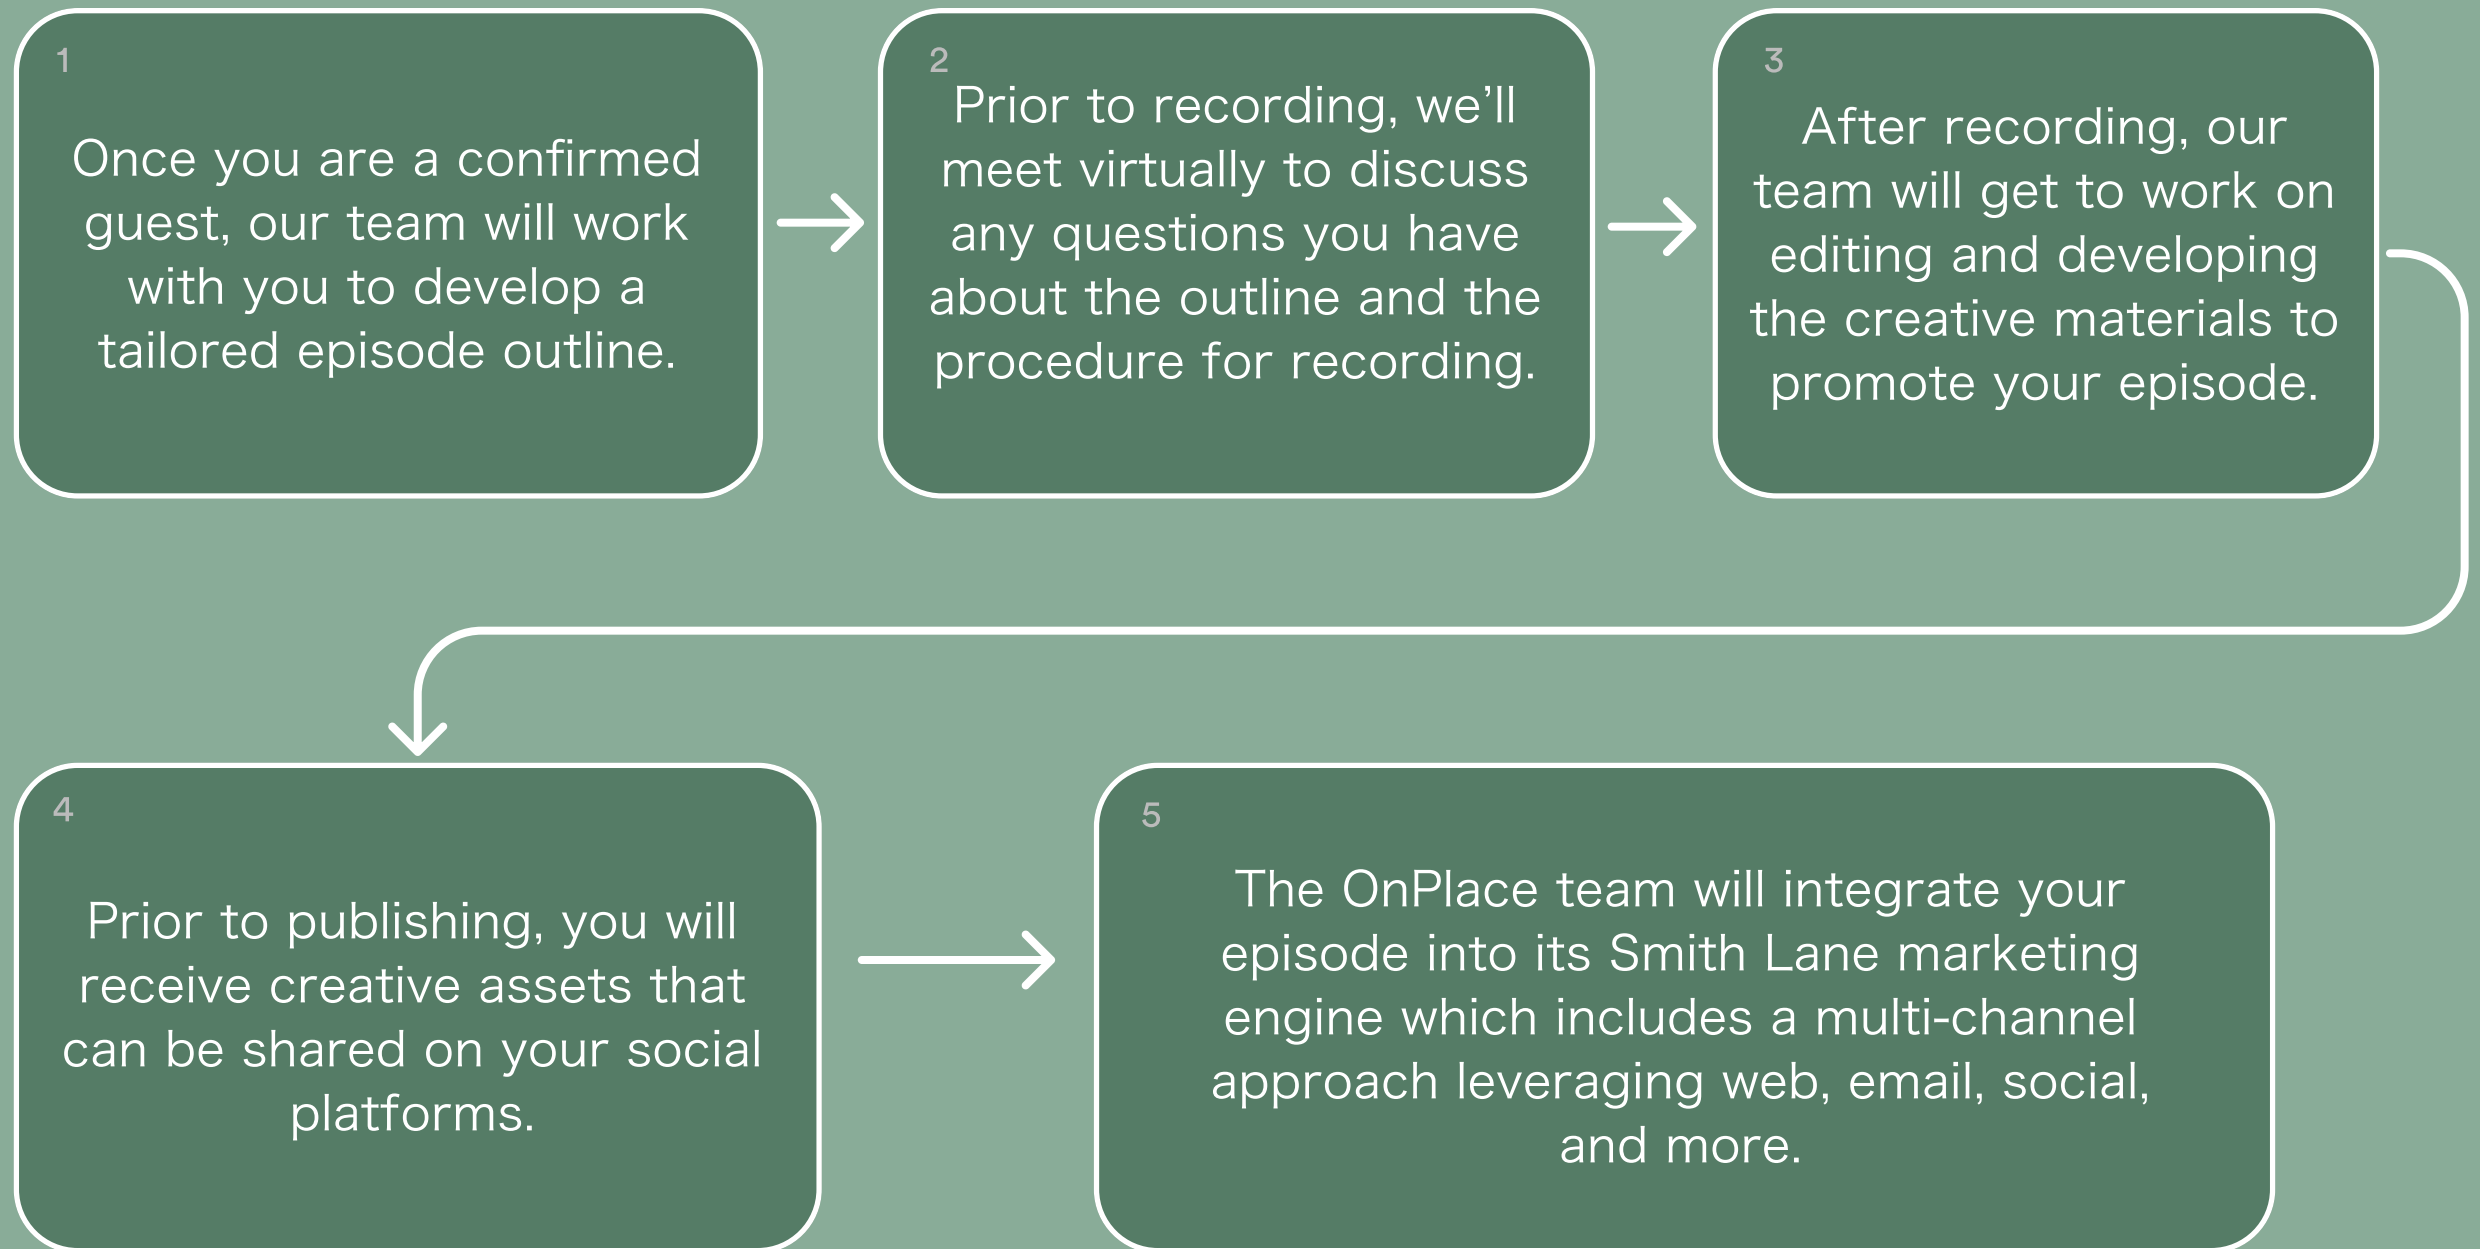 1
Once you are a confirmed
guest, our team will work
with you to develop a
tailored episode outline.
2
Prior to recording, we’ll
meet virtually to discuss
any questions you have
about the outline and the
procedure for recording.
3
After recording, our
team will get to work on
editing and developing
the creative materials to
promote your episode.
4
Prior to publishing, you will
receive creative assets that
can be shared on your social
platforms.
5
The OnPlace team will integrate your
episode into its Smith Lane marketing
engine which includes a multi-channel
approach leveraging web, email, social,
and more.